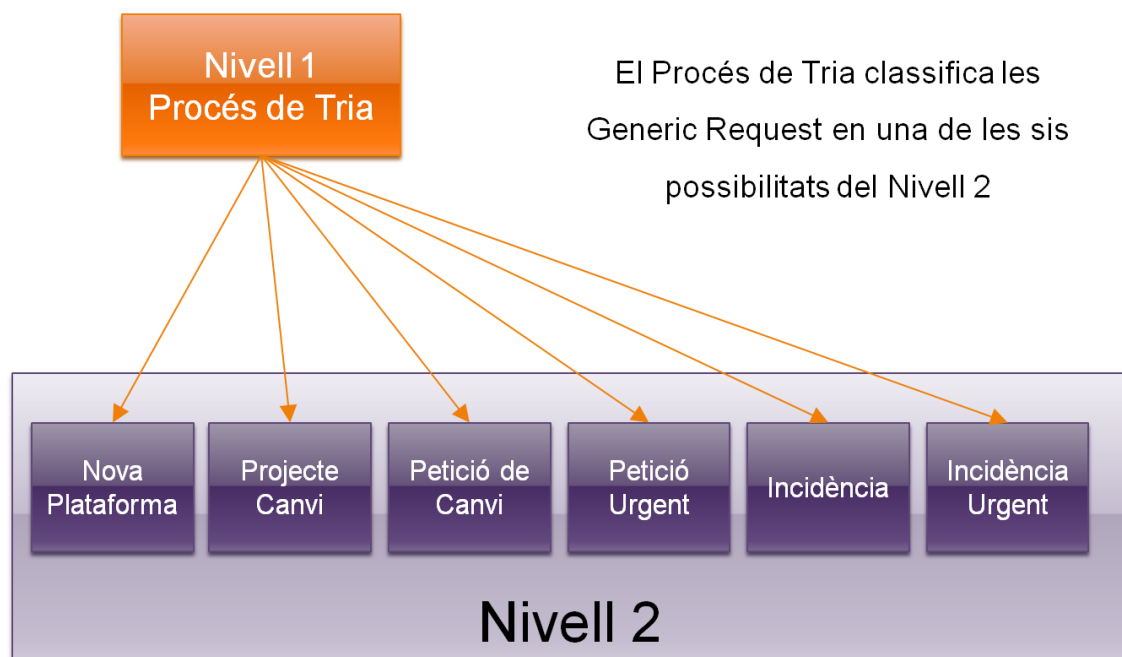 Nivell 1
Procés de Tria
El Procés de Tria classifica les
Generic Request en una de les sis
possibilitats del Nivell 2
Nova
Plataforma
Projecte
Canvi
Petició de
Canvi
Petició
Urgent
Incidència
Incidència
Urgent
Nivell 2